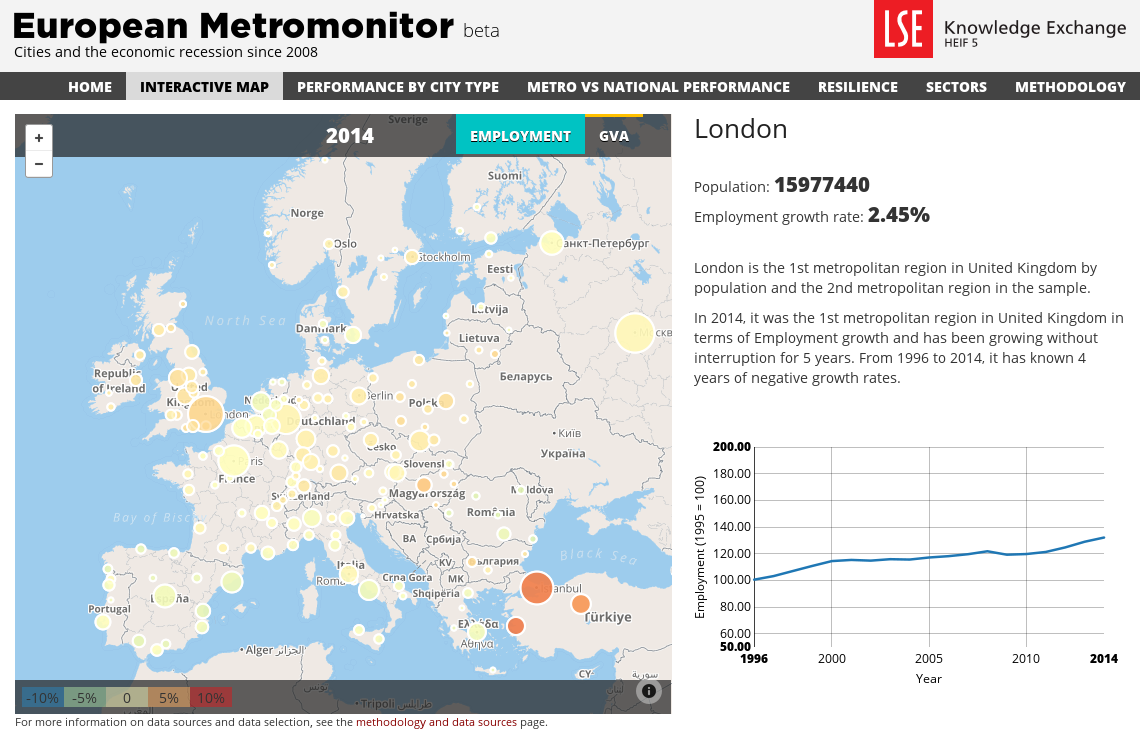 European Metromonitor beta
Cities and the economic recession since 2008
LSE
Knowledge Exchange
HEIF 5
HOME INTERACTIVE MAP PERFORMANCE BY CITY TYPE METRO VS NATIONAL PERFORMANCE RESILIENCE SECTORS METHODOLOGY
+
−
2014
EMPLOYMENT
GVA
Sverige
Suomi
Norge
Oslo
Санкт-Петербург
Stockholm
Eesti
North Sea
Latvija
Danmark
Lietuva
Republic
of Ireland
Беларусь
Berlin
London
Deutschland
Київ
Česko
Україна
Paris
Slovensko
France
Switzerland
Magyarország
Moldova
Hrvatska
România
BA
Србија
Black Sea
Italia
KV
България
Roma
Crna Gora
MK
Shqipëria
Portugal
España
Türkiye
Ελλάδα
Αθήνα
Alger الجزائر
CY
سورية
تونس
لبنان
Tripoli طرابلس
-10% -5% 0 5% 10%
For more information on data sources and data selection, see the methodology and data sources page.
London
Population: 15977440
Employment growth rate: 2.45%
London is the 1st metropolitan region in United Kingdom by
population and the 2nd metropolitan region in the sample.
In 2014, it was the 1st metropolitan region in United Kingdom in
terms of Employment growth and has been growing without
interruption for 5 years. From 1996 to 2014, it has known 4
years of negative growth rates.
Employment (1995 = 100)
200.00
180.00
160.00
140.00
120.00
100.00
80.00
60.00
50.00
1996 2000 2005 2010 2014
Year